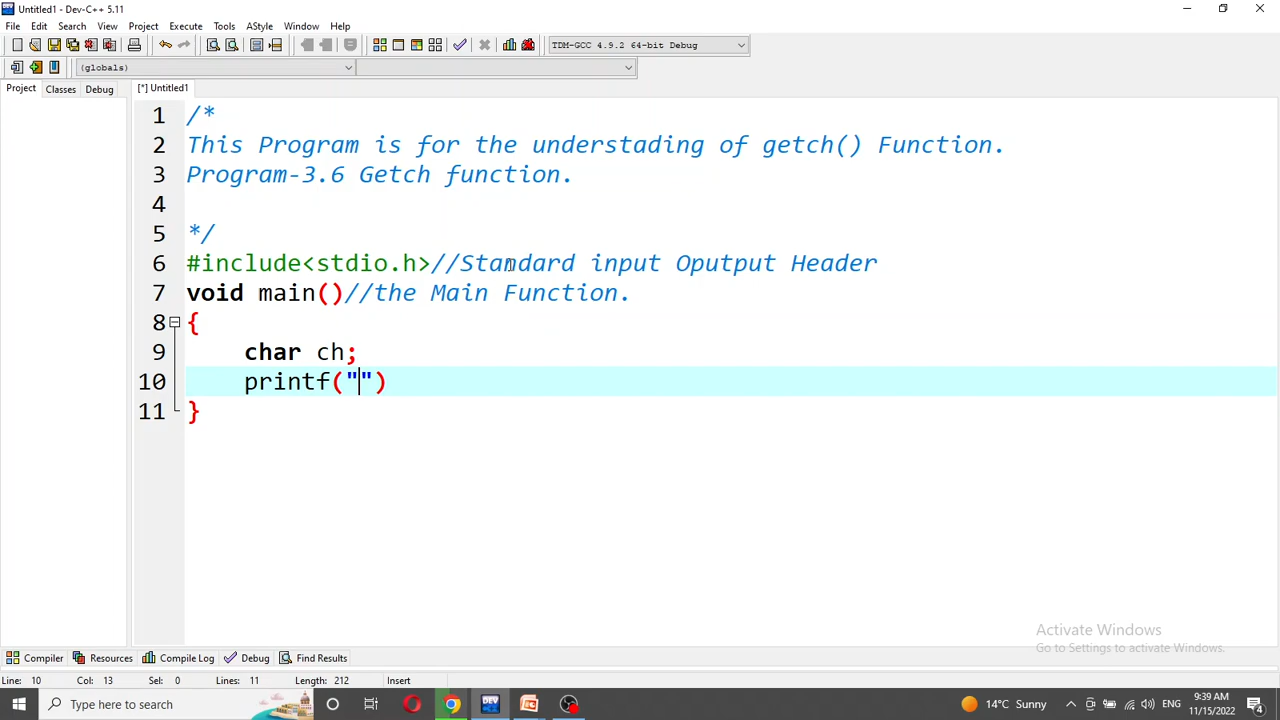 Untitled1 - Dev-C++ 5.11
File Edit Search View Project Execute Tools AStyle Window Help
TDM-GCC 4.9.2 64-bit Debug
(globals)
Project Classes Debug [*] Untitled1
1 /*
2 This Program is for the understading of getch() Function.
3 Program-3.6 Getch function.
4
5 */
6 #include<stdio.h>//Standard input Oputput Header
7 void main()//the Main Function.
8 {
9 char ch;
10 printf("")
11 }
Activate Windows
Go to Settings to activate Windows.
Compiler Resources Compile Log Debug Find Results
Line: 10 Col: 13 Sel: 0 Lines: 11 Length: 212 Insert
Type here to search DEV 14°C Sunny ENG 9:39 AM
11/15/2022 4